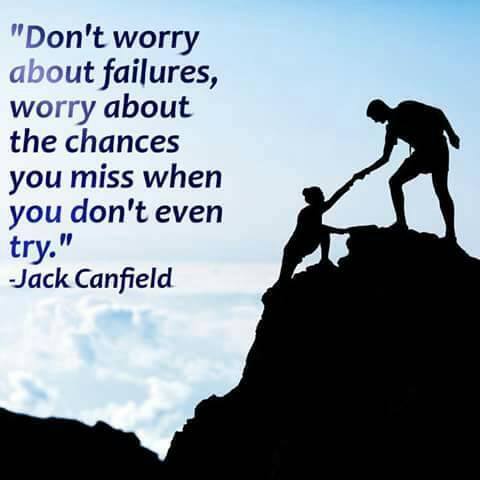 "Don't worry
about failures,
worry about
the chances
you miss when
you don't even
try."
-Jack Canfield